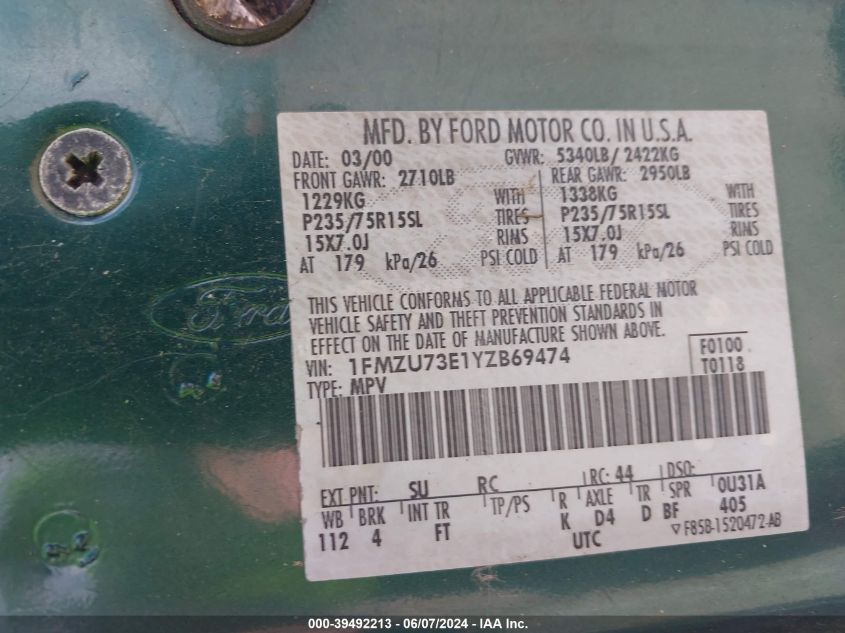 MFD. BY FORD MOTOR CO. IN U.S.A.
DATE: 03/00 GVWR: 5340LB/ 2422KG
FRONT GAWR: 2710LB REAR GAWR: 2950LB
1229KG WITH 1338KG WITH
P235/75R15SL TIRES P235/75R15SL TIRES
15X7.0J RIMS 15X7.0J RIMS
AT 179 kPa/26 PSI COLD AT 179 kPa/26 PSI COLD
THIS VEHICLE CONFORMS TO ALL APPLICABLE FEDERAL MOTOR
VEHICLE SAFETY AND THEFT PREVENTION STANDARDS IN
EFFECT ON THE DATE OF MANUFACTURE SHOWN ABOVE.
VIN: 1FMZU73E1YZB69474 F0100
TYPE: MPV T0118
EXT PNT: SU RC RC: 44 DSO:
WB BRK INT TR TP/PS R AXLE TR SPR 0U31A
112 4 FT K D4 D BF 405
UTC ▽ F85B-1520472-AB
Ford
000-39492213 - 06/07/2024 - IAA Inc.